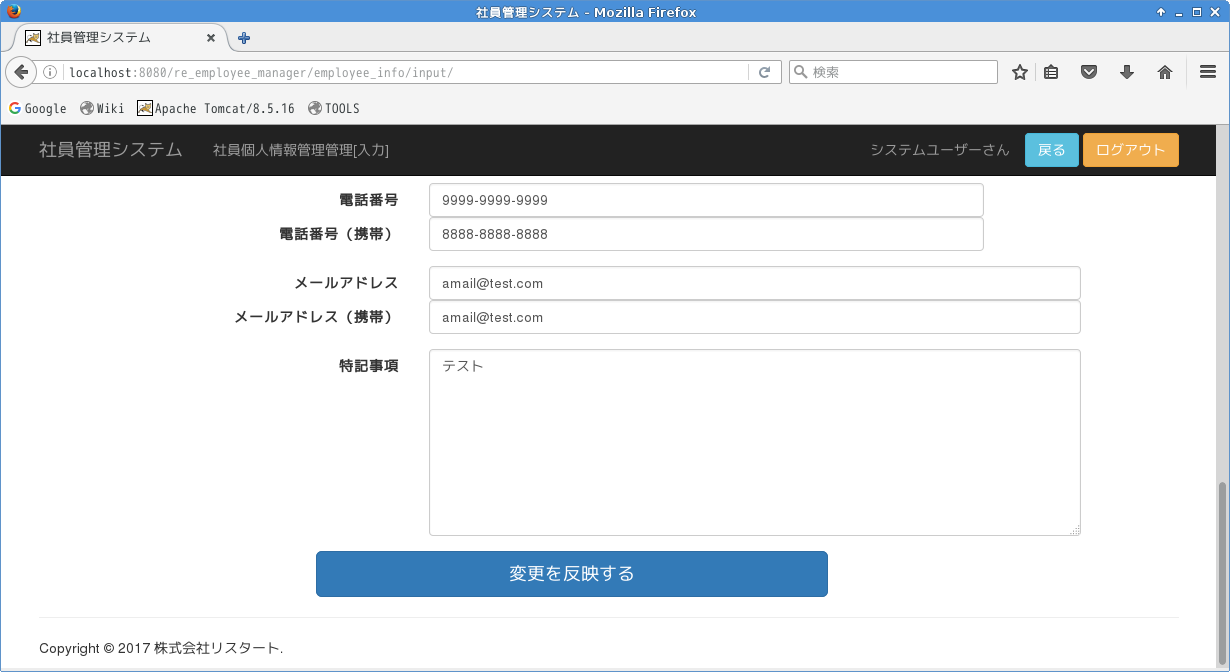 社員管理システム - Mozilla Firefox
社員管理システム
localhost:8080/re_employee_manager/employee_info/input/
検索
Google Wiki Apache Tomcat/8.5.16 TOOLS
社員管理システム 社員個人情報管理管理[入力] システムユーザーさん 戻る ログアウト
電話番号 9999-9999-9999
電話番号（携帯） 8888-8888-8888
メールアドレス amail@test.com
メールアドレス（携帯） amail@test.com
特記事項 テスト
変更を反映する
Copyright © 2017 株式会社リスタート.